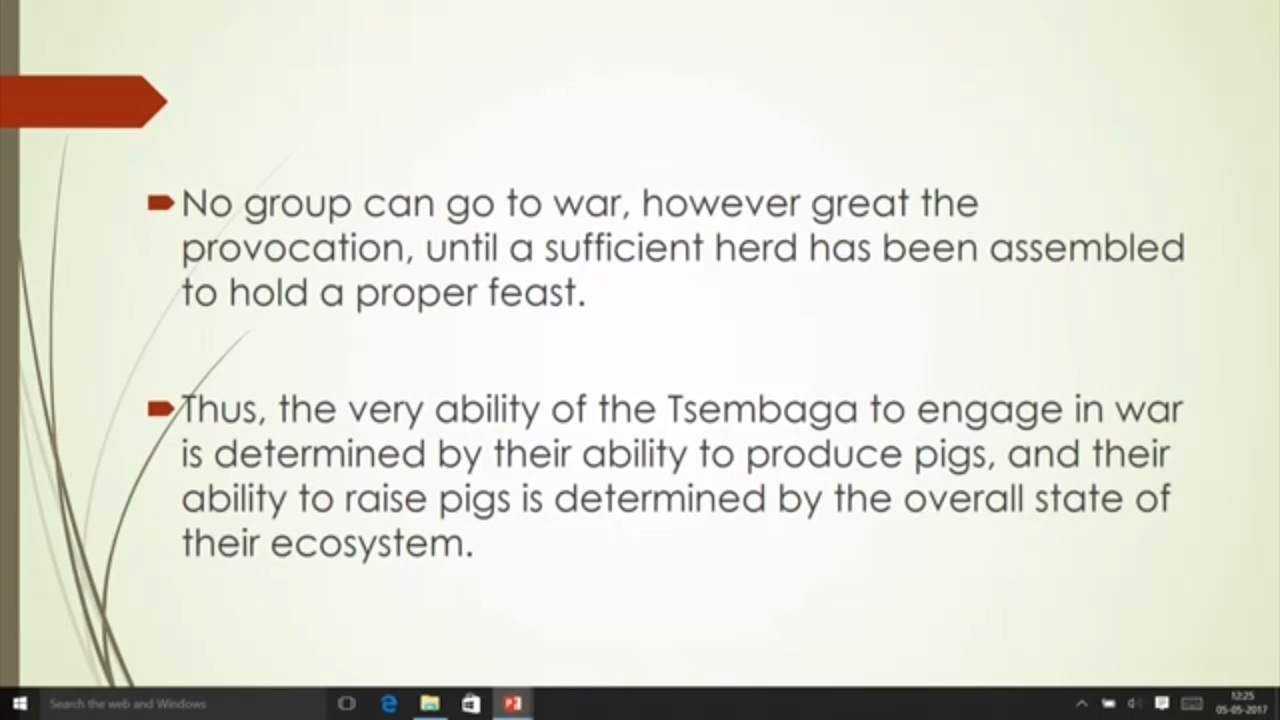 No group can go to war, however great the
provocation, until a sufficient herd has been assembled
to hold a proper feast.
Thus, the very ability of the Tsembaga to engage in war
is determined by their ability to produce pigs, and their
ability to raise pigs is determined by the overall state of
their ecosystem.
Search the web and Windows
12:25
05-05-2017